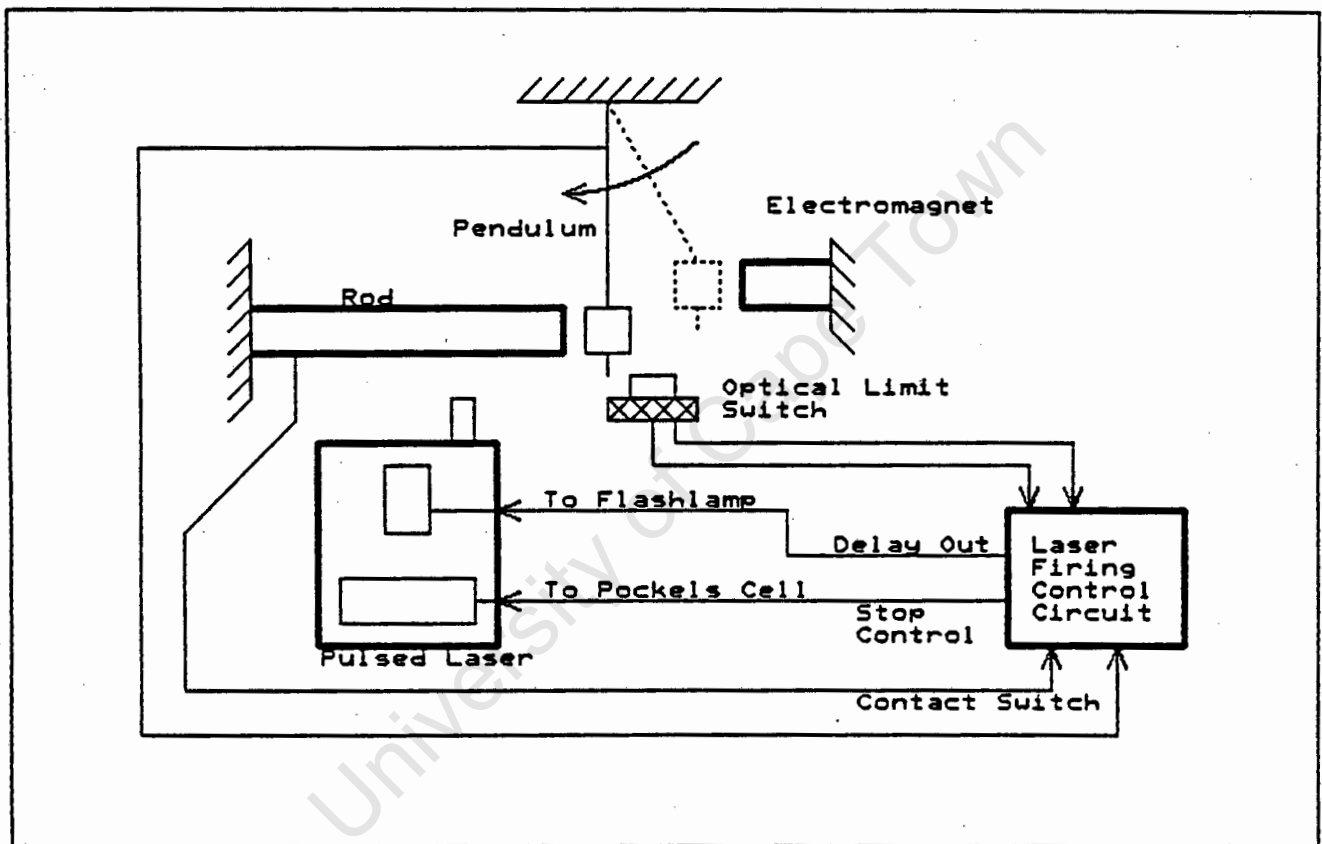 Electromagnet
Pendulum
Rod
Optical Limit
Switch
To Flashlamp
Delay Out
Laser
Firing
Control
Circuit
To Pockels Cell
Stop
Control
Pulsed Laser
Contact Switch
University of Cape Town